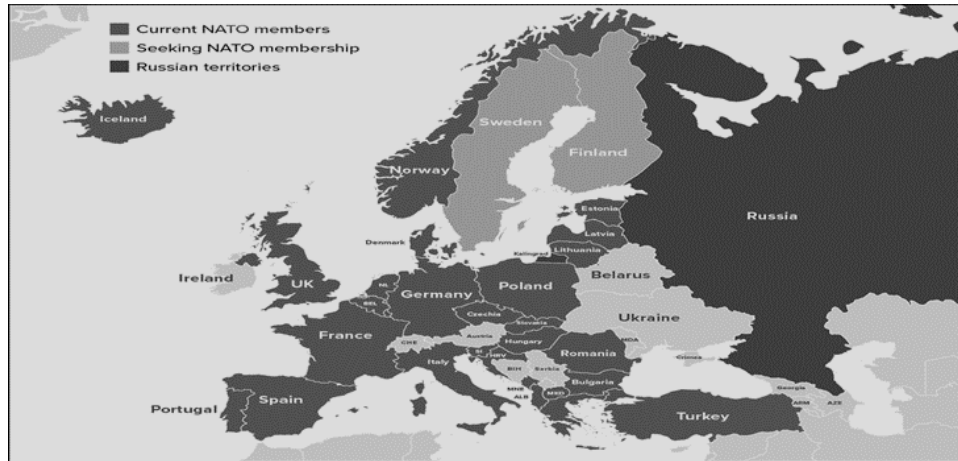 Current NATO members
Seeking NATO membership
Russian territories
Iceland
Sweden
Finland
Norway
Russia
Estonia
Latvia
Denmark
Lithuania
Kalingrad
Ireland
UK
NL
Belarus
BEL
Germany
Poland
Ukraine
Czechia
Slovakia
France
CHE
Austria
Hungary
MDA
Italy
SI
HRV
Romania
Crimea
BIH
Serbia
Bulgaria
Georgia
MNE
MKD
ALB
ARM
AZE
Portugal
Spain
Turkey